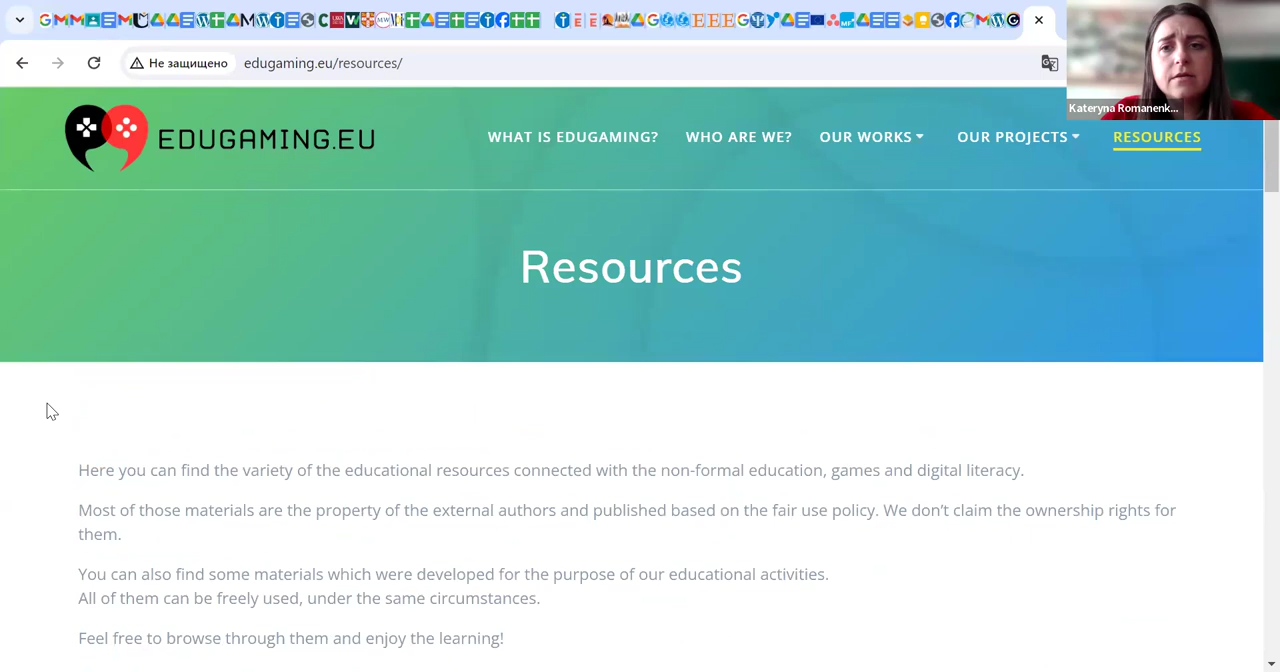 Не защищено
edugaming.eu/resources/
Kateryna Romanenk...
EDUGAMING.EU
WHAT IS EDUGAMING?
WHO ARE WE?
OUR WORKS
OUR PROJECTS
RESOURCES
Resources
Here you can find the variety of the educational resources connected with the non-formal education, games and digital literacy.
Most of those materials are the property of the external authors and published based on the fair use policy. We don’t claim the ownership rights for
them.
You can also find some materials which were developed for the purpose of our educational activities.
All of them can be freely used, under the same circumstances.
Feel free to browse through them and enjoy the learning!